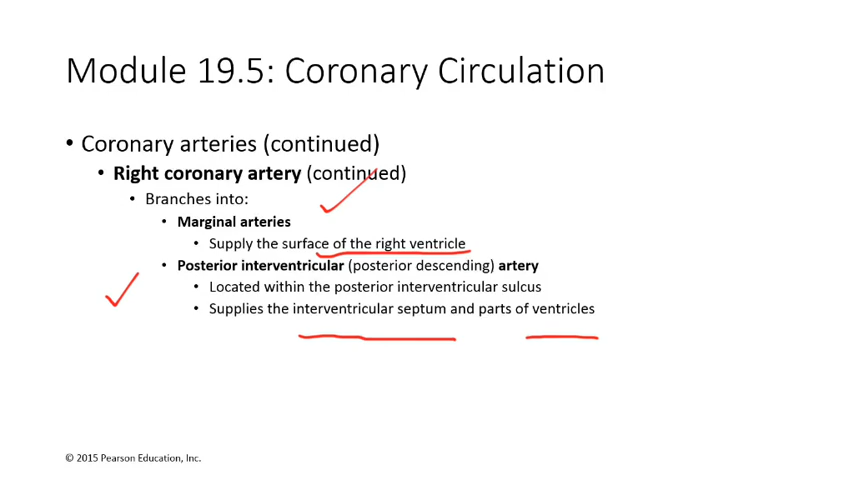 Module 19.5: Coronary Circulation
• Coronary arteries (continued)
• Right coronary artery (continued)
• Branches into:
• Marginal arteries
• Supply the surface of the right ventricle
• Posterior interventricular (posterior descending) artery
• Located within the posterior interventricular sulcus
• Supplies the interventricular septum and parts of ventricles
© 2015 Pearson Education, Inc.